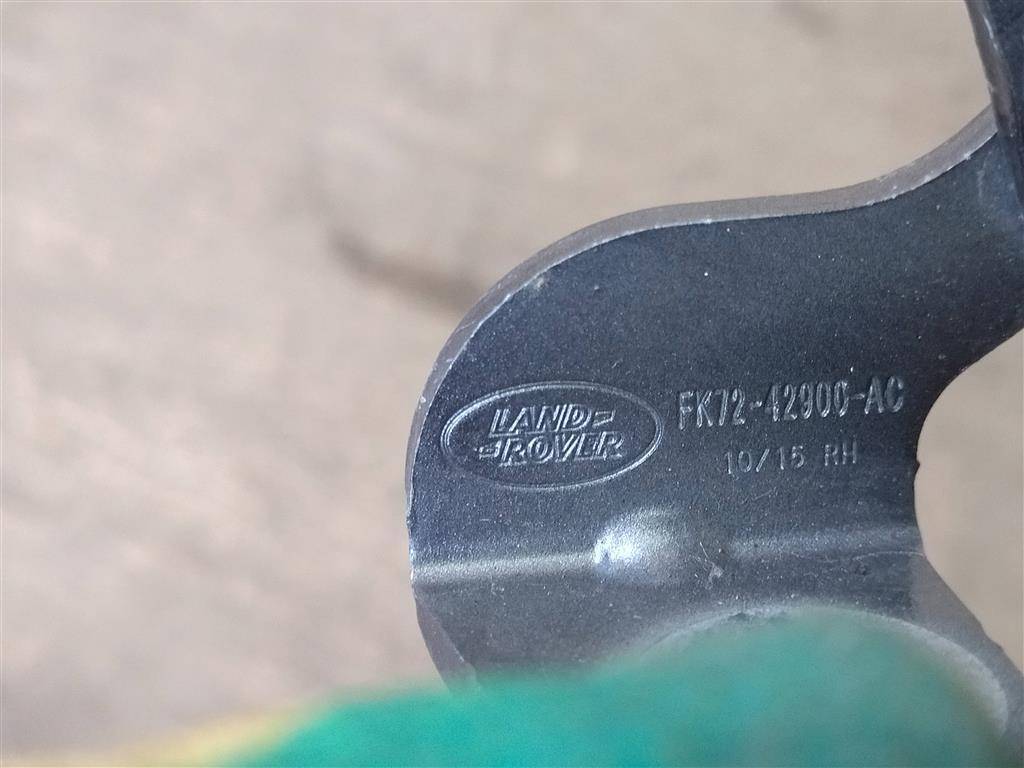 LAND
ROVER
FK72-42900-AC
10/15 RH